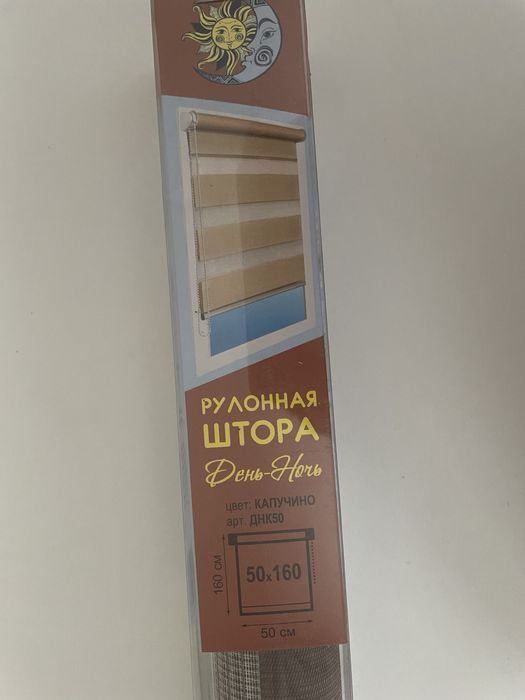 РУЛОННАЯ
ШТОРА
День-Ночь
цвет: КАПУЧИНО
арт. ДНК50
160 см
50х160
50 см